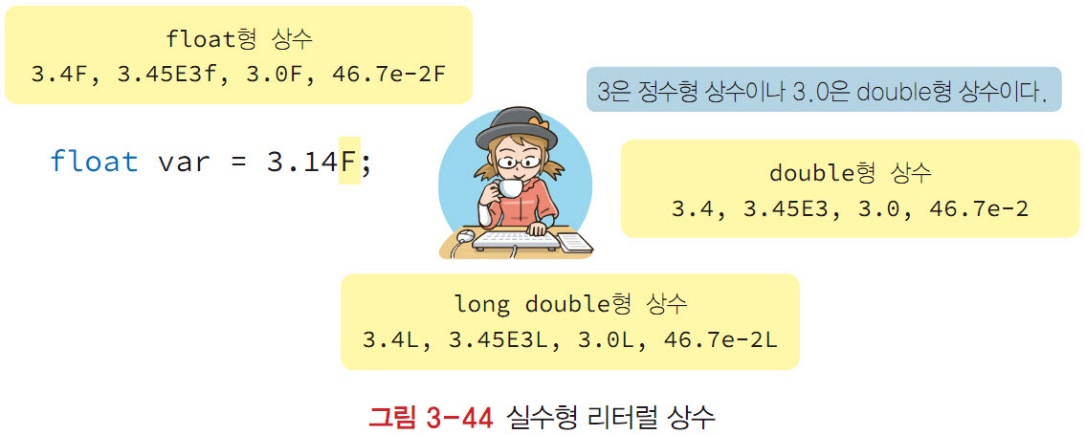 float형 상수
3.4F, 3.45E3f, 3.0F, 46.7e-2F
3은 정수형 상수이나 3.0은 double형 상수이다.
float var = 3.14F;
double형 상수
3.4, 3.45E3, 3.0, 46.7e-2
long double형 상수
3.4L, 3.45E3L, 3.0L, 46.7e-2L
그림 3-44 실수형 리터럴 상수